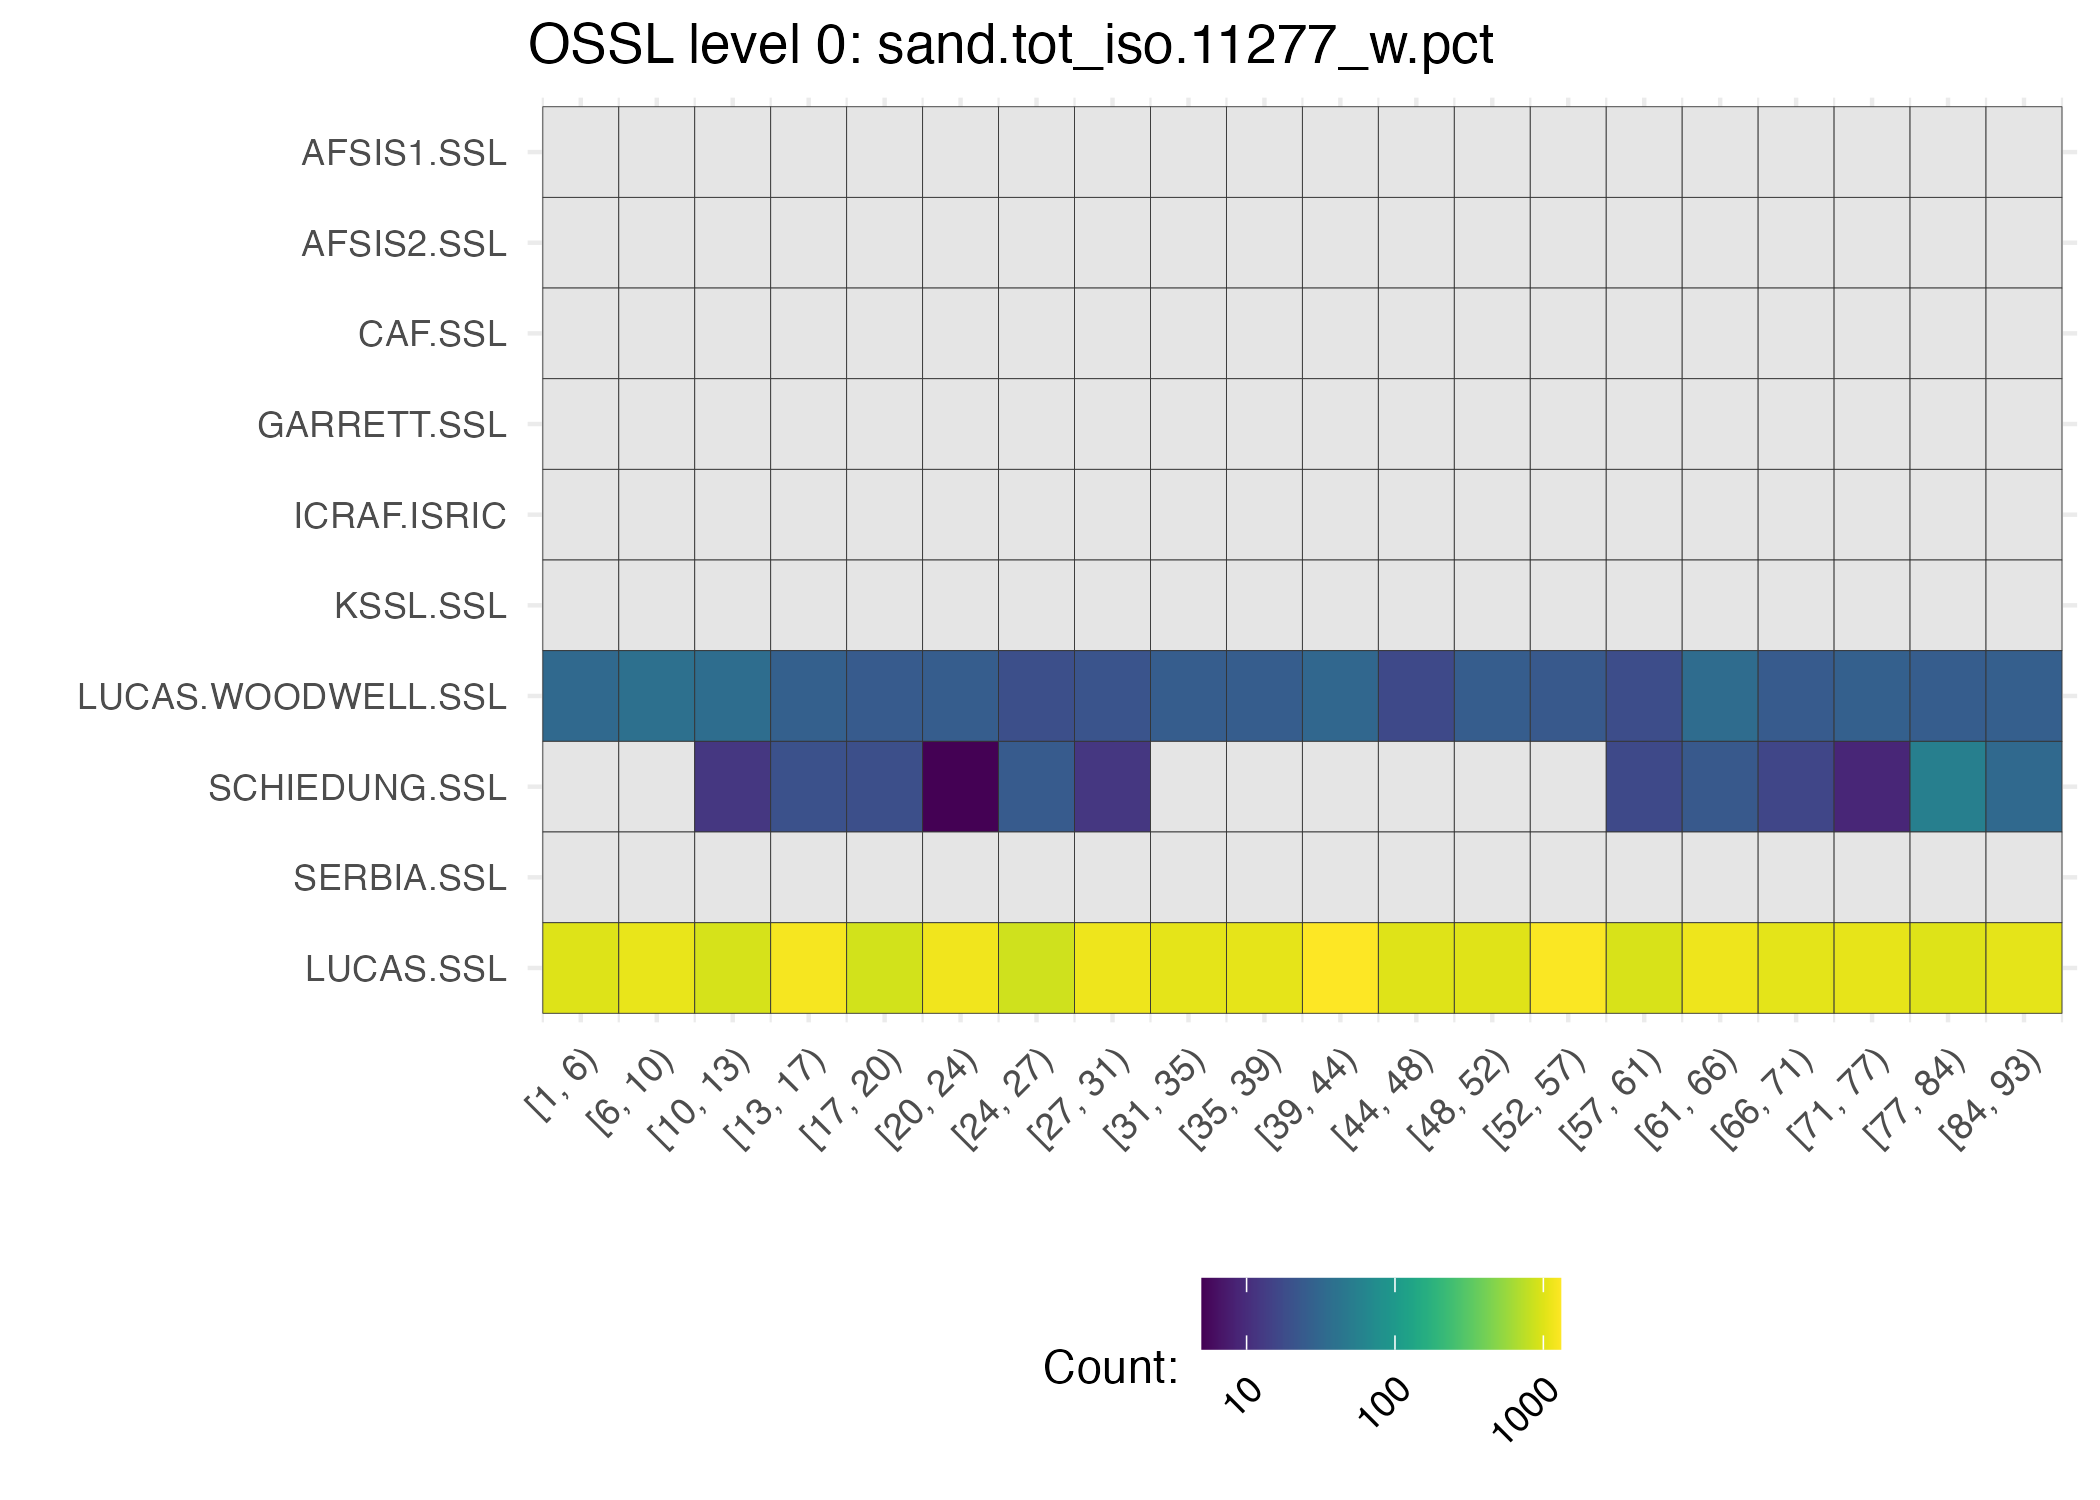 OSSL level 0: sand.tot_iso.11277_w.pct
AFSIS1.SSL
AFSIS2.SSL
CAF.SSL
GARRETT.SSL
ICRAF.ISRIC
KSSL.SSL
LUCAS.WOODWELL.SSL
SCHIEDUNG.SSL
SERBIA.SSL
LUCAS.SSL
[1, 6)
[6, 10)
[10, 13)
[13, 17)
[17, 20)
[20, 24)
[24, 27)
[27, 31)
[31, 35)
[35, 39)
[39, 44)
[44, 48)
[48, 52)
[52, 57)
[57, 61)
[61, 66)
[66, 71)
[71, 77)
[77, 84)
[84, 93)
Count:
10
100
1000